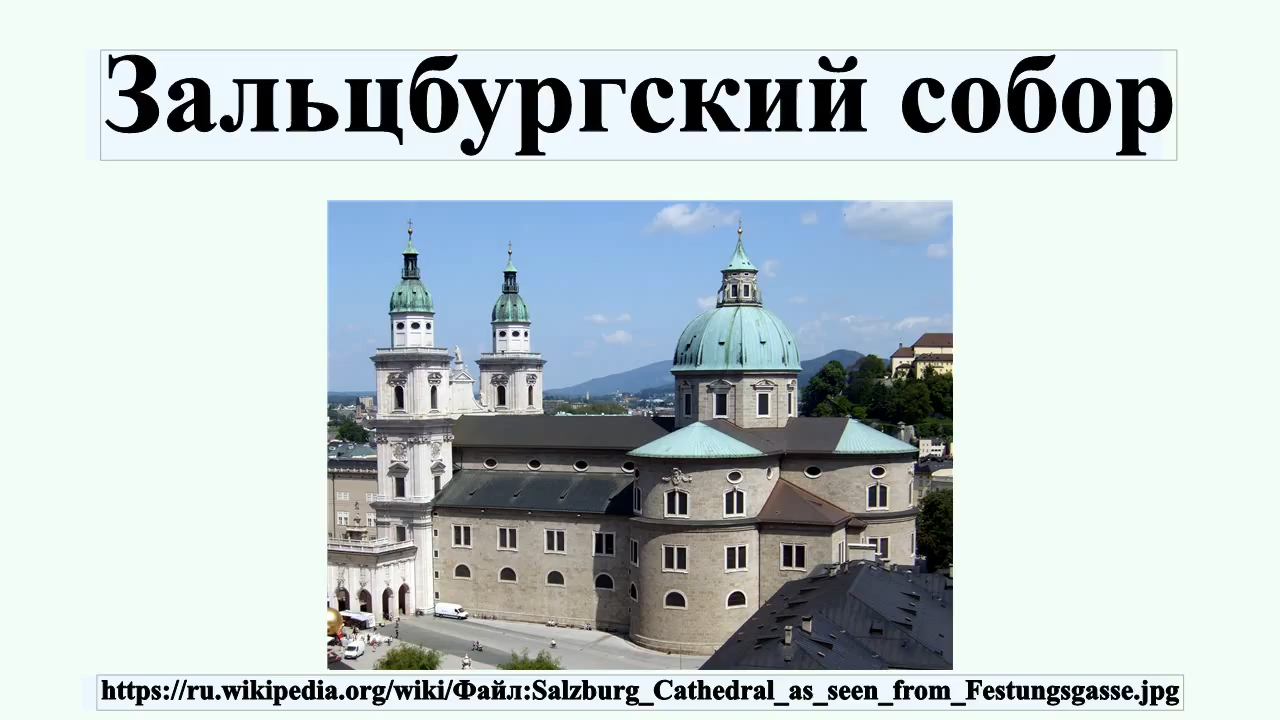 Зальцбургский собор
https://ru.wikipedia.org/wiki/Файл:Salzburg_Cathedral_as_seen_from_Festungsgasse.jpg